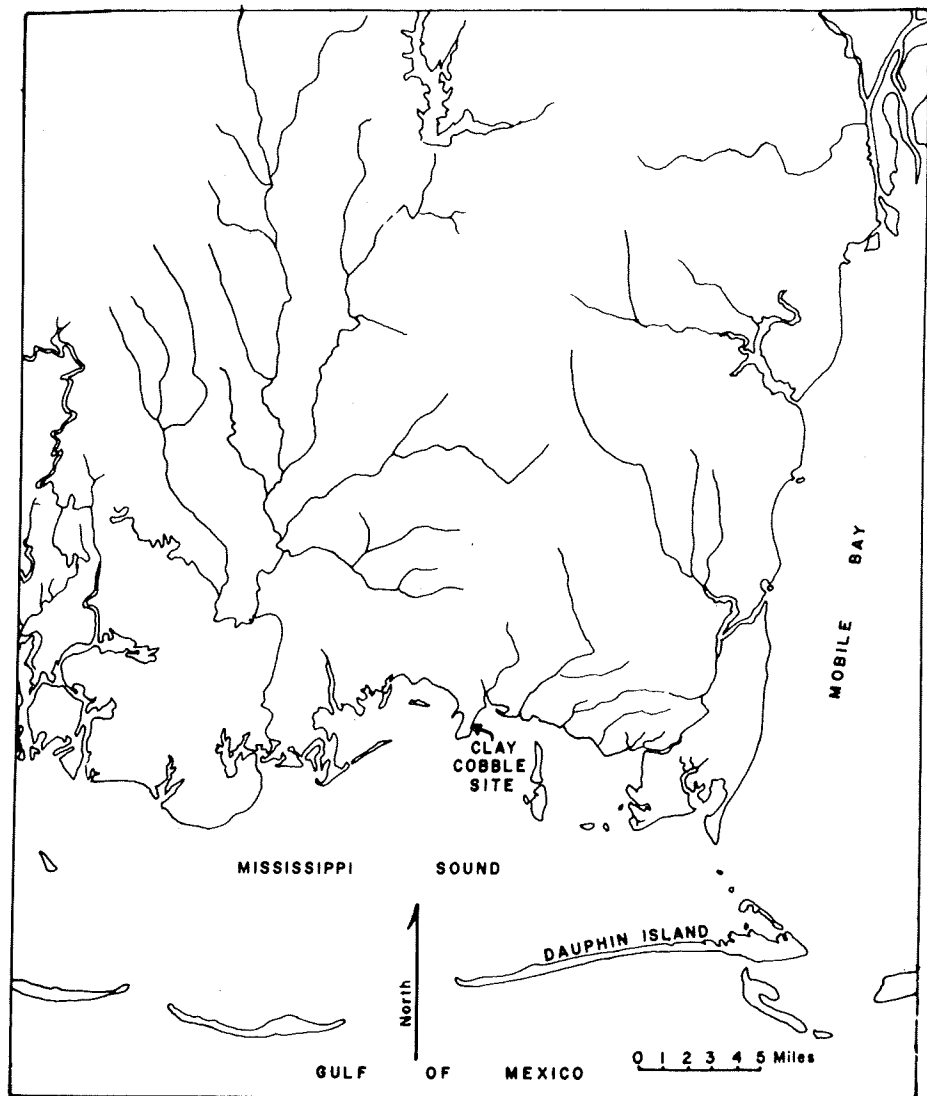 MOBILE BAY
CLAY
COBBLE
SITE
MISSISSIPPI SOUND
DAUPHIN ISLAND
North
0 1 2 3 4 5 Miles
GULF OF MEXICO